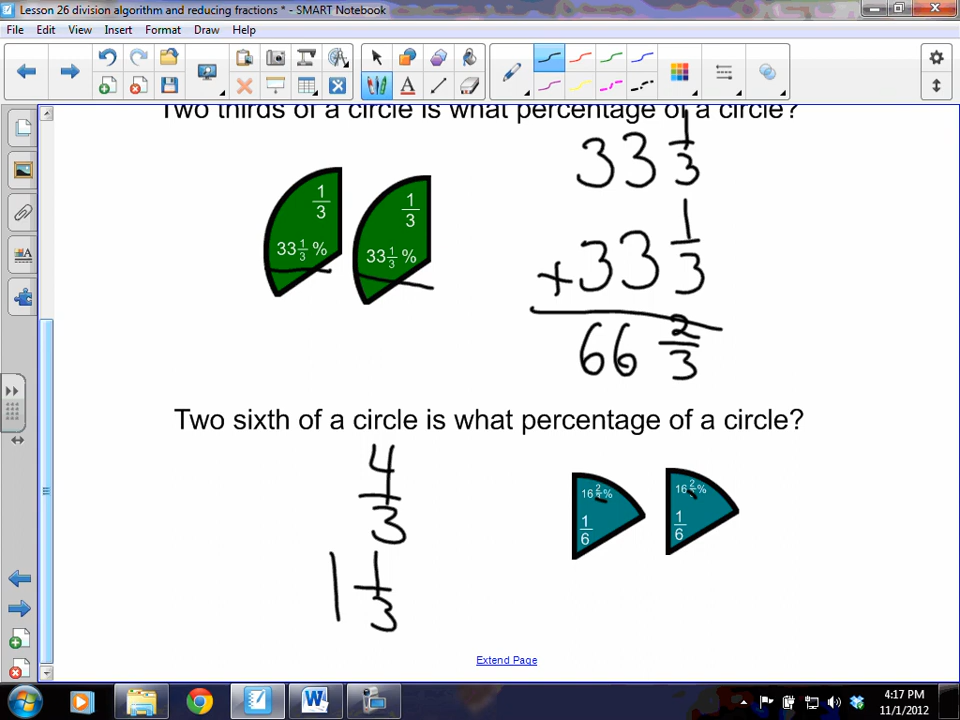 Lesson 26 division algorithm and reducing fractions * - SMART Notebook
File Edit View Insert Format Draw Help
Two thirds of a circle is what percentage of a circle?
1/3
33 1/3 %
1/3
33 1/3 %
33 1/3
+33 1/3
66 2/3
Two sixth of a circle is what percentage of a circle?
4/3
1 1/3
16 2/3%
1/6
16 2/3%
1/6
Extend Page
4:17 PM
11/1/2012